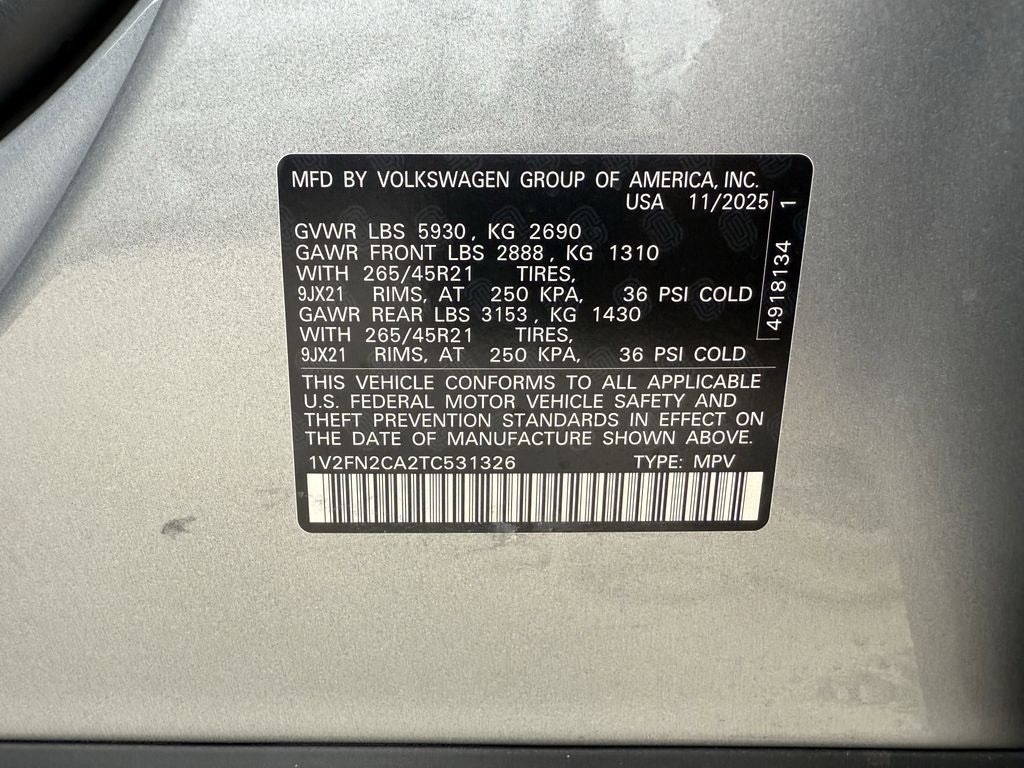 MFD BY VOLKSWAGEN GROUP OF AMERICA, INC.
USA 11/2025
GVWR LBS 5930, KG 2690
GAWR FRONT LBS 2888, KG 1310
WITH 265/45R21 TIRES,
9JX21 RIMS, AT 250 KPA, 36 PSI COLD
GAWR REAR LBS 3153, KG 1430
WITH 265/45R21 TIRES,
9JX21 RIMS, AT 250 KPA, 36 PSI COLD
THIS VEHICLE CONFORMS TO ALL APPLICABLE
U.S. FEDERAL MOTOR VEHICLE SAFETY AND
THEFT PREVENTION STANDARDS IN EFFECT ON
THE DATE OF MANUFACTURE SHOWN ABOVE.
1V2FN2CA2TC531326 TYPE: MPV
4918134 1